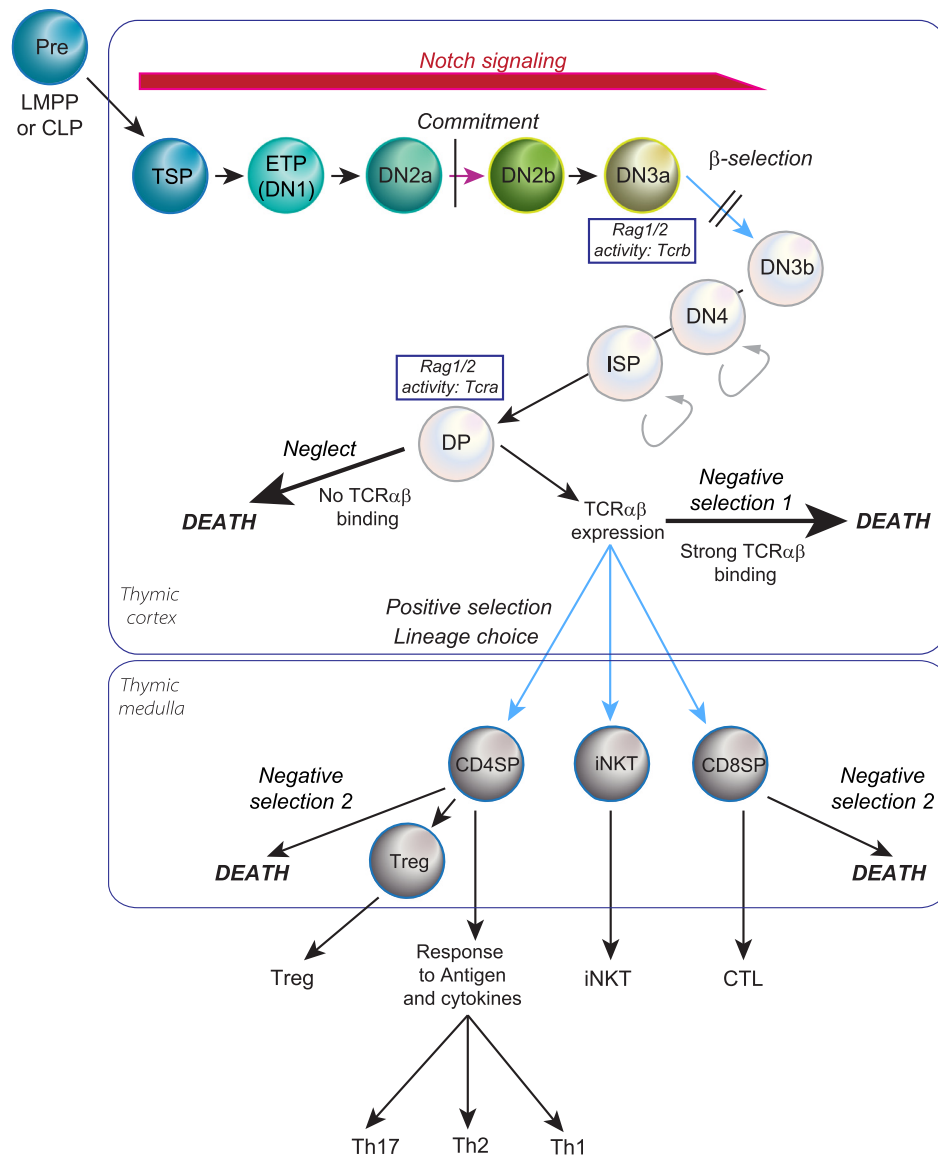 Pre
LMPP
or CLP
Notch signaling
Commitment
TSP
ETP
(DN1)
DN2a
DN2b
DN3a
β-selection
Rag1/2
activity: Tcrb
DN3b
DN4
ISP
Rag1/2
activity: Tcra
DP
Neglect
No TCRαβ
binding
DEATH
TCRαβ
expression
Negative
selection 1
Strong TCRαβ
binding
DEATH
Thymic
cortex
Positive selection
Lineage choice
Thymic
medulla
CD4SP
iNKT
CD8SP
Negative
selection 2
DEATH
Treg
Negative
selection 2
DEATH
Treg
Response
to Antigen
and cytokines
iNKT
CTL
Th17
Th2
Th1